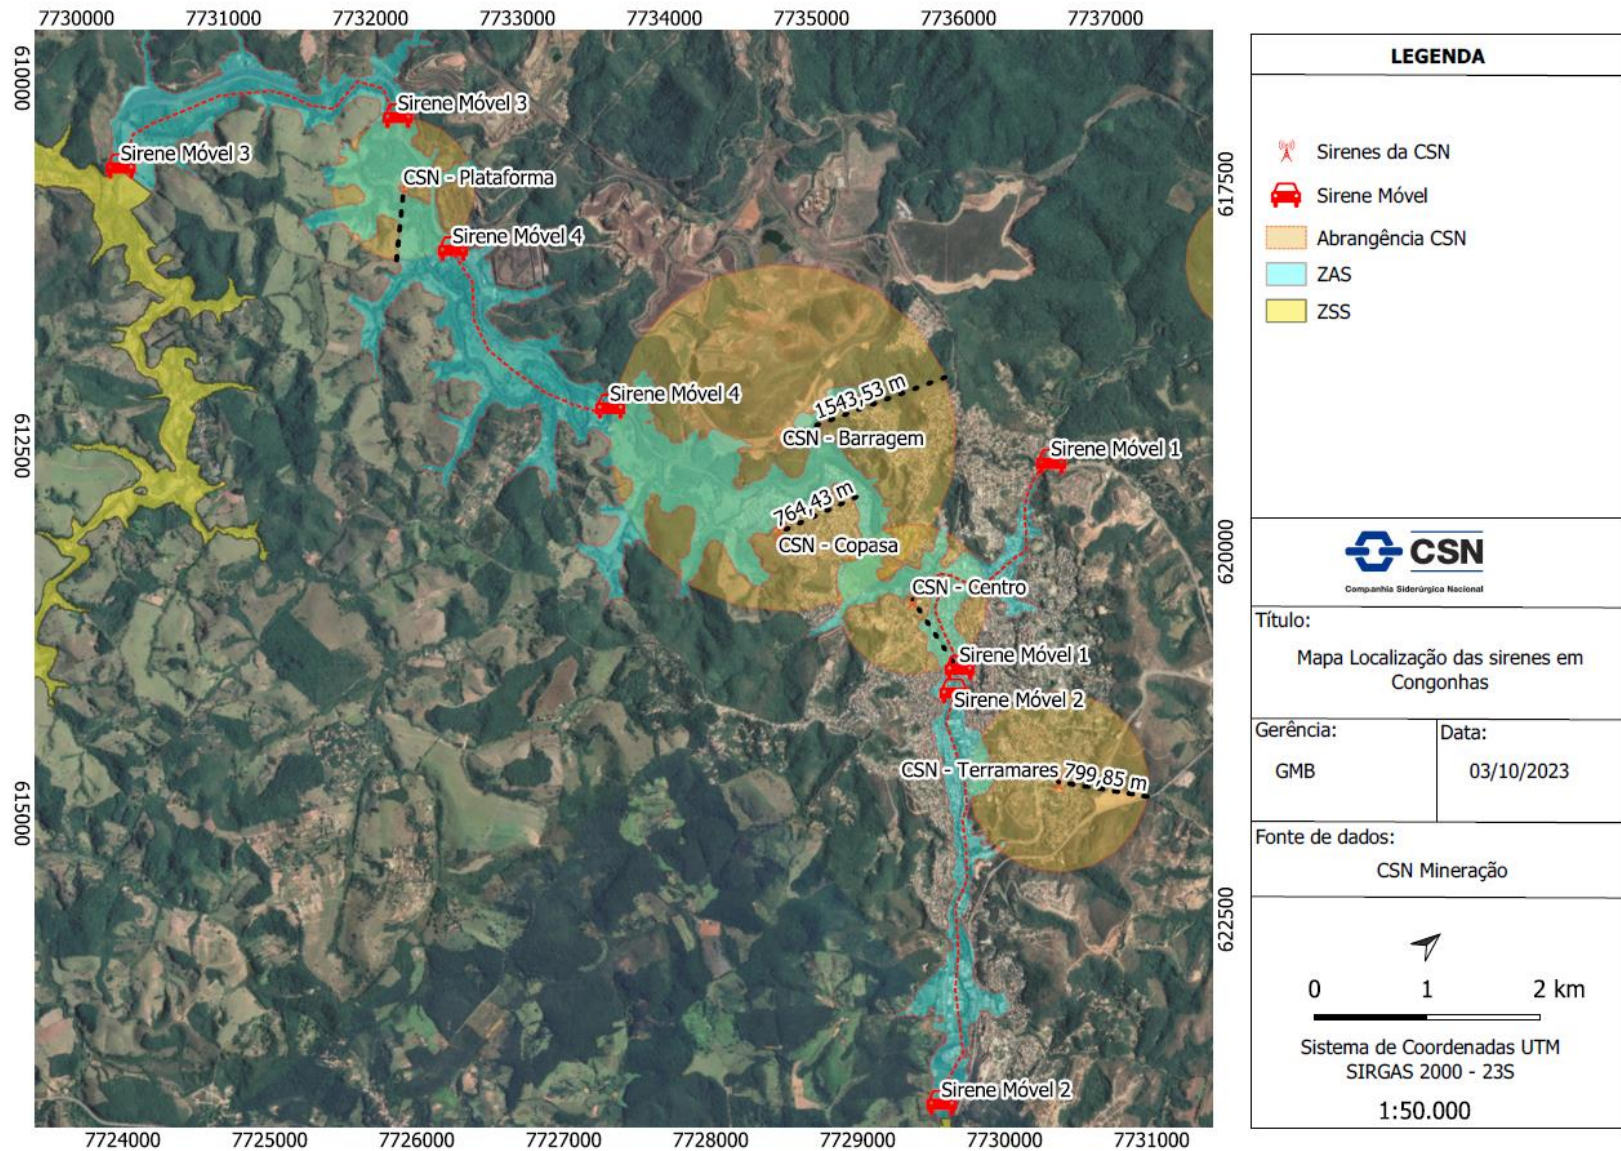 7730000 7731000 7732000 7733000 7734000 7735000 7736000 7737000
610000
612500
615000
Sirene Móvel 3
Sirene Móvel 3
CSN - Plataforma
Sirene Móvel 4
Sirene Móvel 4
1543,53 m
CSN - Barragem
Sirene Móvel 1
764,43 m
CSN - Copasa
CSN - Centro
Sirene Móvel 1
Sirene Móvel 2
CSN - Terramares 799,85 m
Sirene Móvel 2
617500
620000
622500
7724000 7725000 7726000 7727000 7728000 7729000 7730000 7731000
LEGENDA
Sirenes da CSN
Sirene Móvel
Abrangência CSN
ZAS
ZSS
CSN
Companhia Siderúrgica Nacional
Título:
Mapa Localização das sirenes em
Congonhas
Gerência:
GMB
Data:
03/10/2023
Fonte de dados:
CSN Mineração
0 1 2 km
Sistema de Coordenadas UTM
SIRGAS 2000 - 23S
1:50.000